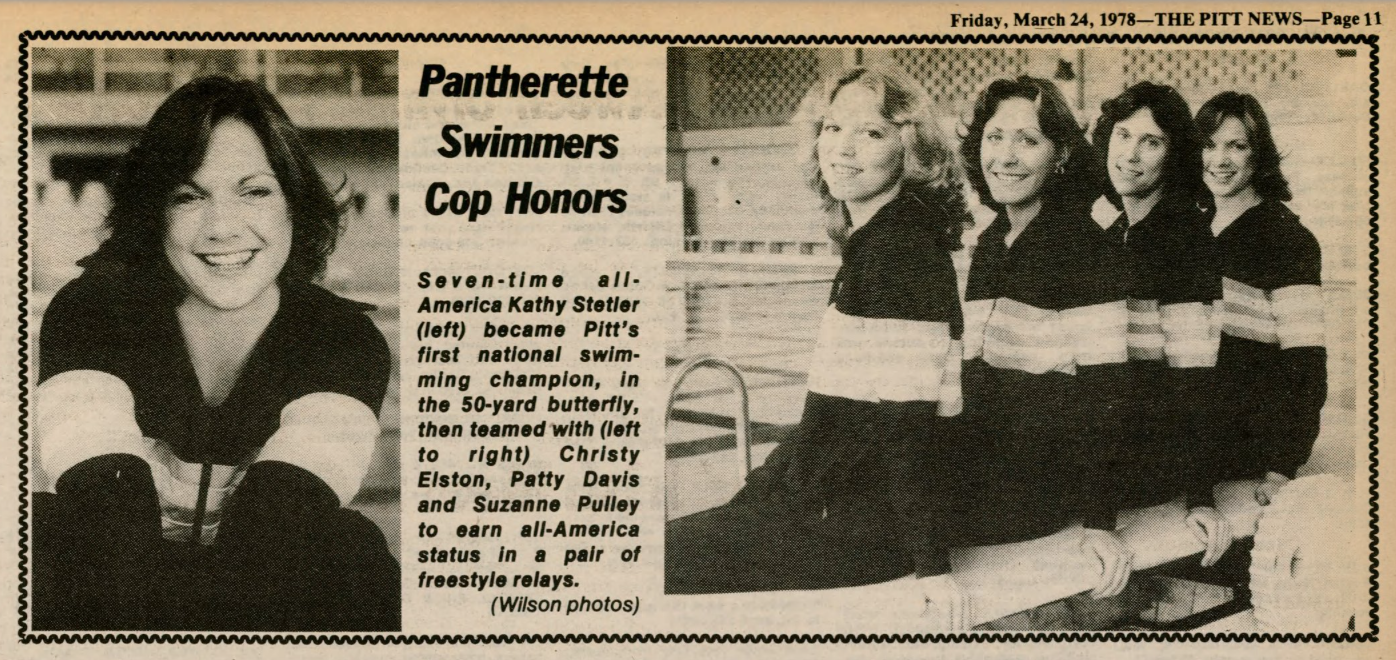 Friday, March 24, 1978—THE PITT NEWS—Page 11
Pantherette
Swimmers
Cop Honors
Seven-time all-
America Kathy Stetler
(left) became Pitt's
first national swim-
ming champion, in
the 50-yard butterfly,
then teamed with (left
to right) Christy
Elston, Patty Davis
and Suzanne Pulley
to earn all-America
status in a pair of
freestyle relays.
(Wilson photos)